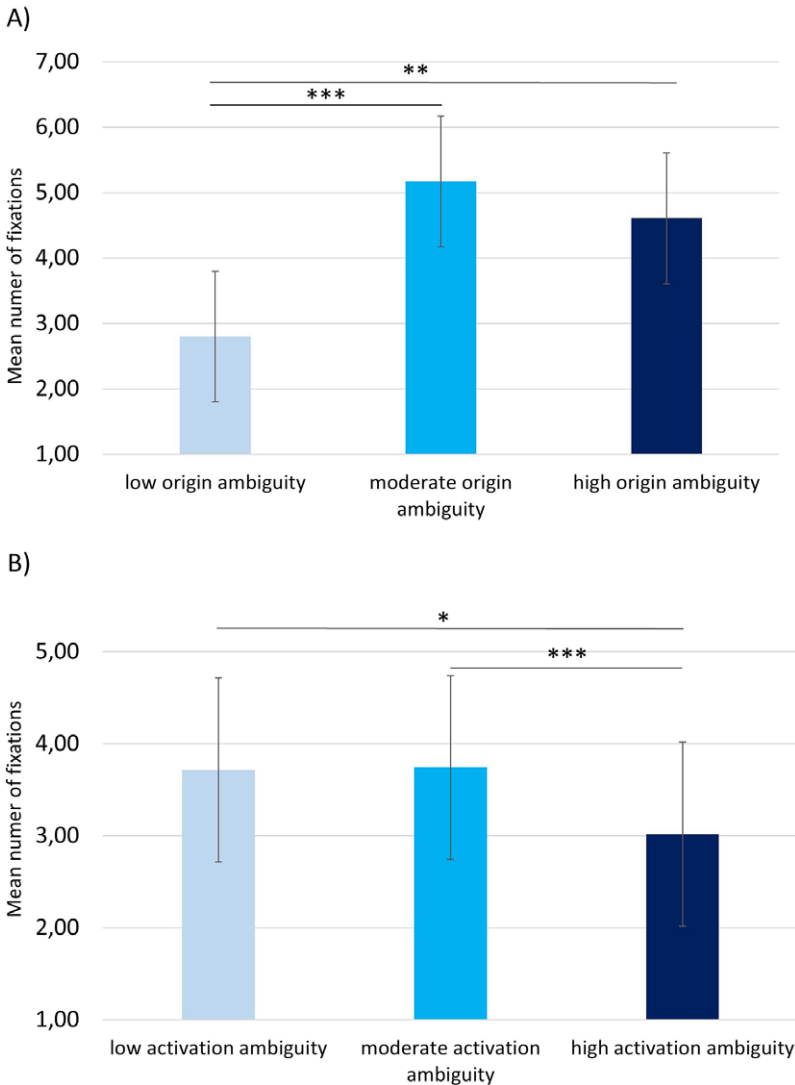 A)
7,00
**
***
6,00
5,00
4,00
3,00
2,00
1,00
Mean numer of fixations
low origin ambiguity
moderate origin
ambiguity
high origin ambiguity
B)
*
5,00
***
4,00
3,00
2,00
1,00
Mean numer of fixations
low activation ambiguity
moderate activation
ambiguity
high activation ambiguity